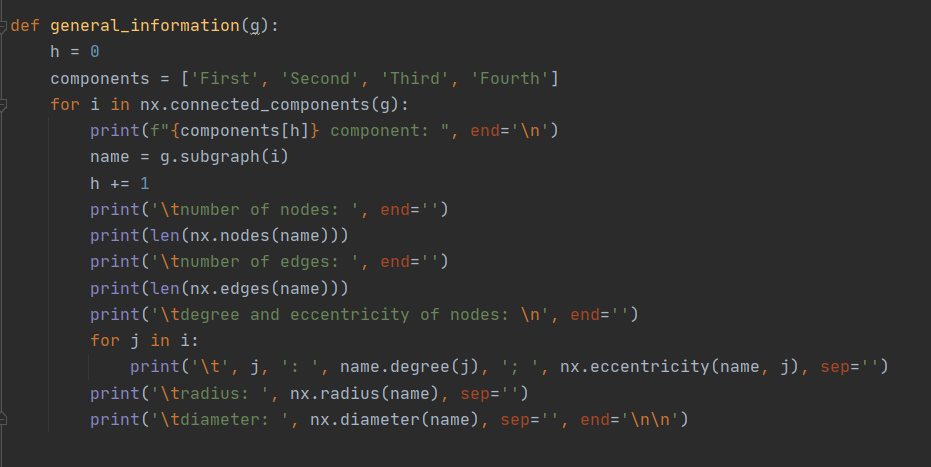 def general_information(g):
    h = 0
    components = ['First', 'Second', 'Third', 'Fourth']
    for i in nx.connected_components(g):
        print(f"{components[h]} component: ", end='\n')
        name = g.subgraph(i)
        h += 1
        print('\tnumber of nodes: ', end='')
        print(len(nx.nodes(name)))
        print('\tnumber of edges: ', end='')
        print(len(nx.edges(name)))
        print('\tdegree and eccentricity of nodes: \n', end='')
        for j in i:
            print('\t', j, ': ', name.degree(j), '; ', nx.eccentricity(name, j), sep='')
        print('\tradius: ', nx.radius(name), sep='')
        print('\tdiameter: ', nx.diameter(name), sep='', end='\n\n')